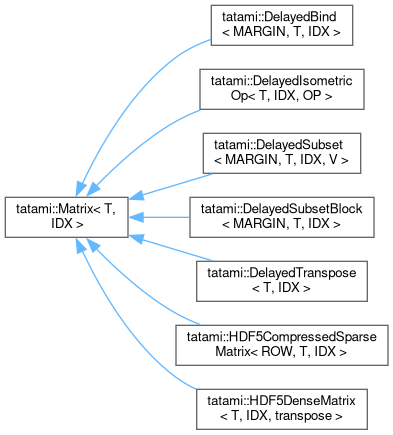 tatami::DelayedBind
< MARGIN, T, IDX >
tatami::DelayedIsometric
Op< T, IDX, OP >
tatami::DelayedSubset
< MARGIN, T, IDX, V >
tatami::Matrix< T,
IDX >
tatami::DelayedSubsetBlock
< MARGIN, T, IDX >
tatami::DelayedTranspose
< T, IDX >
tatami::HDF5CompressedSparse
Matrix< ROW, T, IDX >
tatami::HDF5DenseMatrix
< T, IDX, transpose >